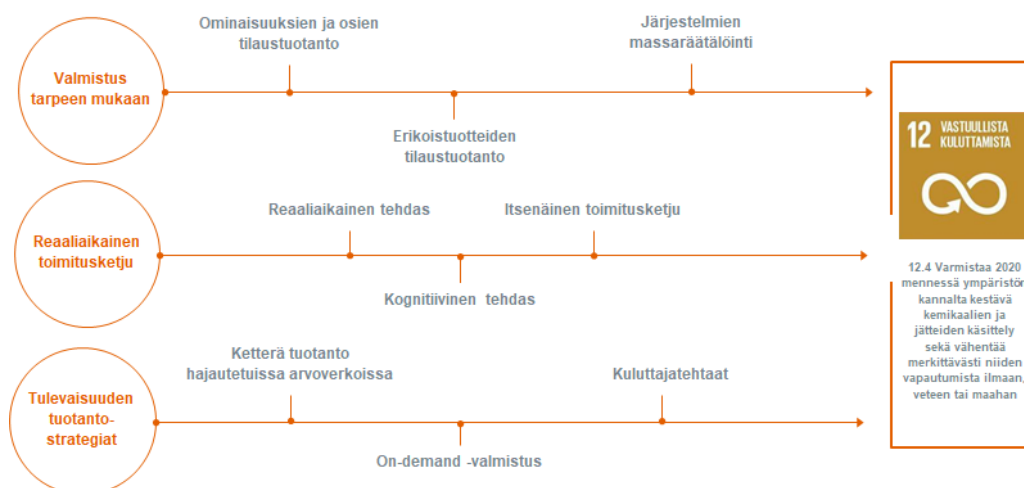 Ominaisuuksien ja osien
tilaustuotanto
Järjestelmien
massaräätälöinti
Valmistus
tarpeen mukaan
Erikoistuotteiden
tilaustuotanto
Reaaliaikainen tehdas
Itsenäinen toimitusketju
Reaaliaikainen
toimitusketju
Kognitiivinen tehdas
Ketterä tuotanto
hajautetuissa arvoverkoissa
Kuluttajatehtaat
Tulevaisuuden
tuotanto-
strategiat
On-demand -valmistus
12 VASTUULLISTA
KULUTTAMISTA
12.4 Varmistaa 2020
mennessä ympäristön
kannalta kestävä
kemikaalien ja
jätteiden käsittely
sekä vähentää
merkittävästi niiden
vapautumista ilmaan,
veteen tai maahan